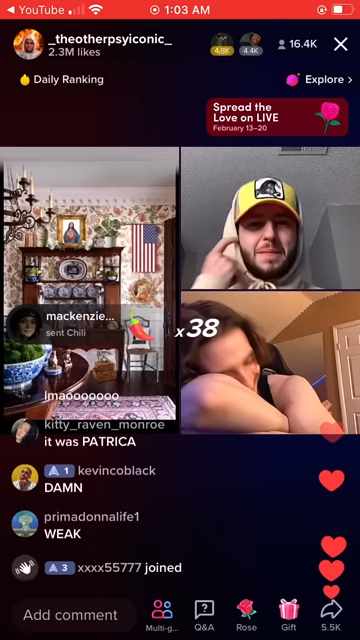 YouTube
1:03 AM
_theotherpsyiconic_
2.3M likes
4.8K
4.4K
16.4K
Daily Ranking
Explore >
Spread the
Love on LIVE
February 13–20
mackenzie...
sent Chili
x38
lmaooooooo
kitty_raven_monroe
it was PATRICA
1 kevincoblack
DAMN
primadonnalife1
WEAK
3 xxxx55777 joined
Add comment
Multi-g...
Q&A
Rose
Gift
5.5K